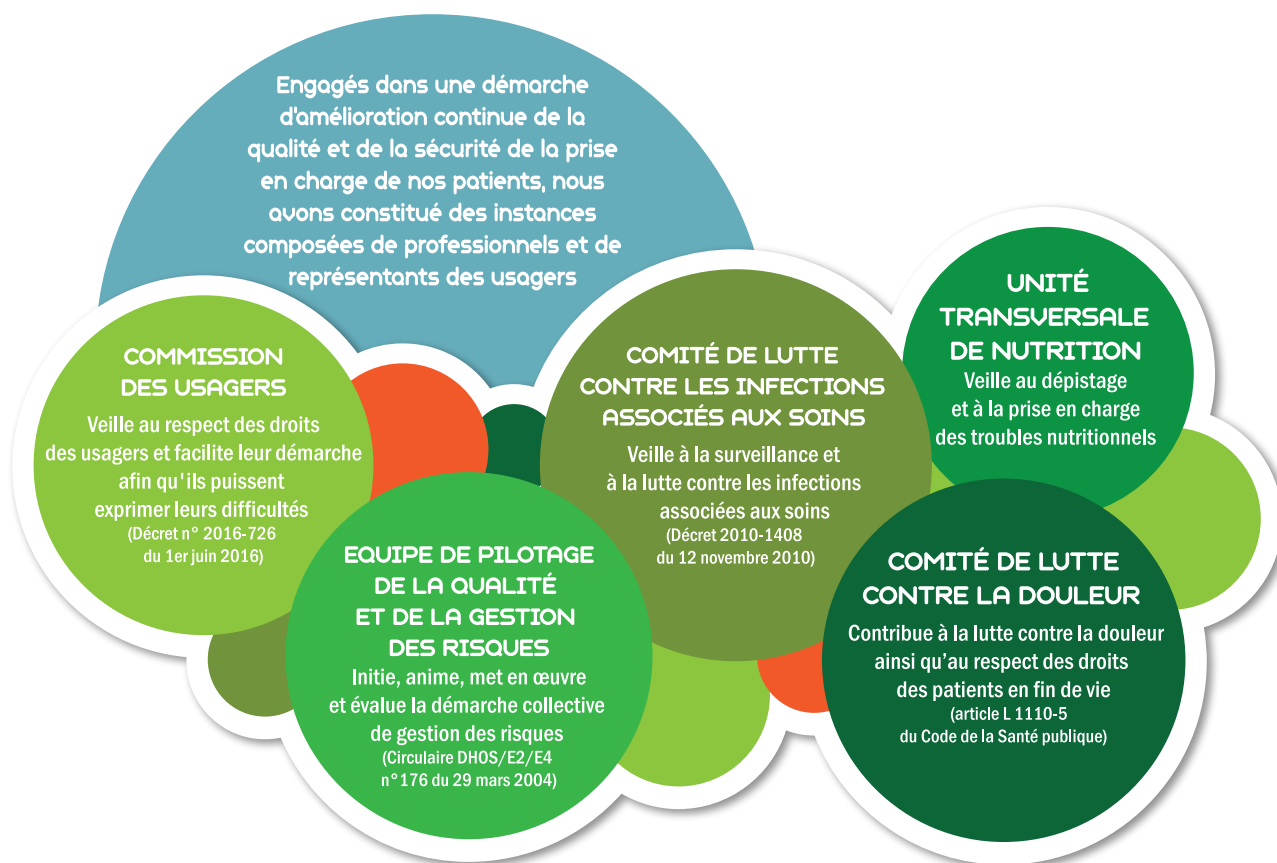 Engagés dans une démarche
d'amélioration continue de la
qualité et de la sécurité de la prise
en charge de nos patients, nous
avons constitué des instances
composées de professionnels et de
représentants des usagers
COMMISSION
DES USAGERS
Veille au respect des droits
des usagers et facilite leur démarche
afin qu'ils puissent
exprimer leurs difficultés
(Décret n° 2016-726
du 1er juin 2016)
EQUIPE DE PILOTAGE
DE LA QUALITÉ
ET DE LA GESTION
DES RISQUES
Initie, anime, met en œuvre
et évalue la démarche collective
de gestion des risques
(Circulaire DHOS/E2/E4
n°176 du 29 mars 2004)
COMITÉ DE LUTTE
CONTRE LES INFECTIONS
ASSOCIÉS AUX SOINS
Veille à la surveillance et
à la lutte contre les infections
associées aux soins
(Décret 2010-1408
du 12 novembre 2010)
UNITÉ
TRANSVERSALE
DE NUTRITION
Veille au dépistage
et à la prise en charge
des troubles nutritionnels
COMITÉ DE LUTTE
CONTRE LA DOULEUR
Contribue à la lutte contre la douleur
ainsi qu'au respect des droits
des patients en fin de vie
(article L 1110-5
du Code de la Santé publique)